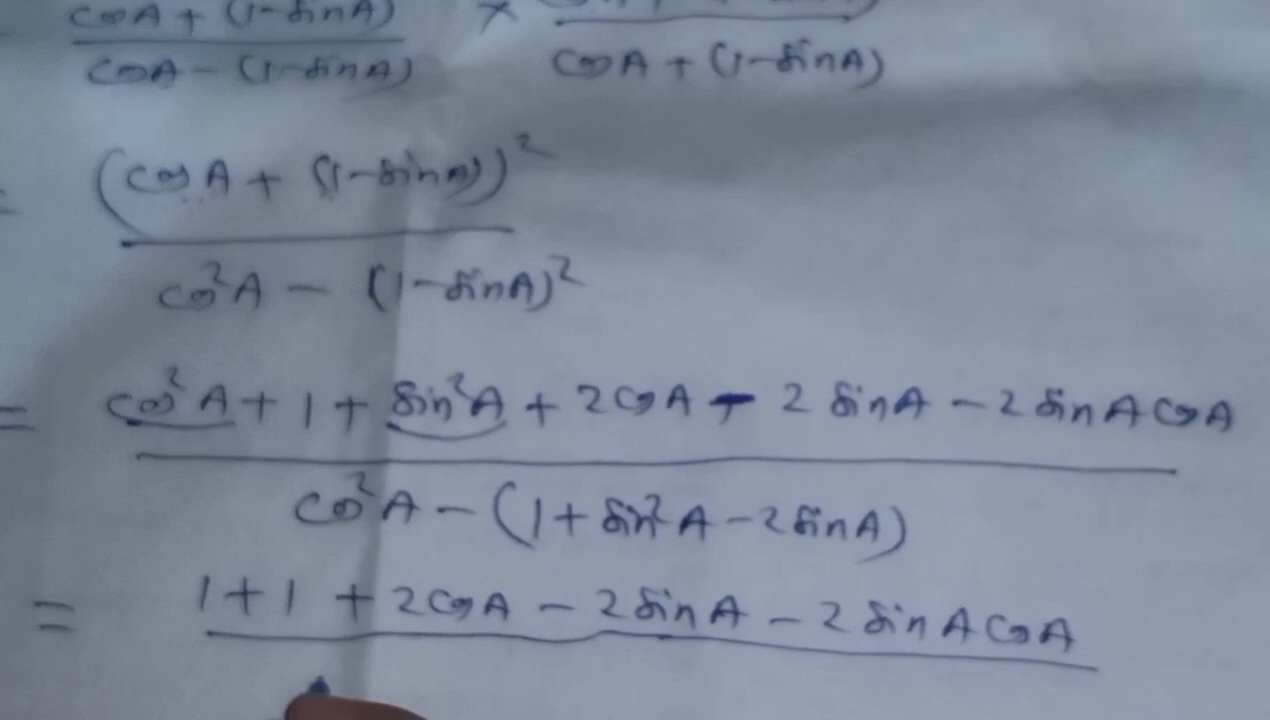 cosA + (1-sinA) ×
cosA - (1-sinA) cosA + (1-sinA)
= (cosA + (1-sinA))²
cos²A - (1-sinA)²
= cos²A + 1 + sin²A + 2cosA - 2sinA - 2sinAcosA
cos²A - (1 + sin²A - 2sinA)
= 1 + 1 + 2cosA - 2sinA - 2sinAcosA